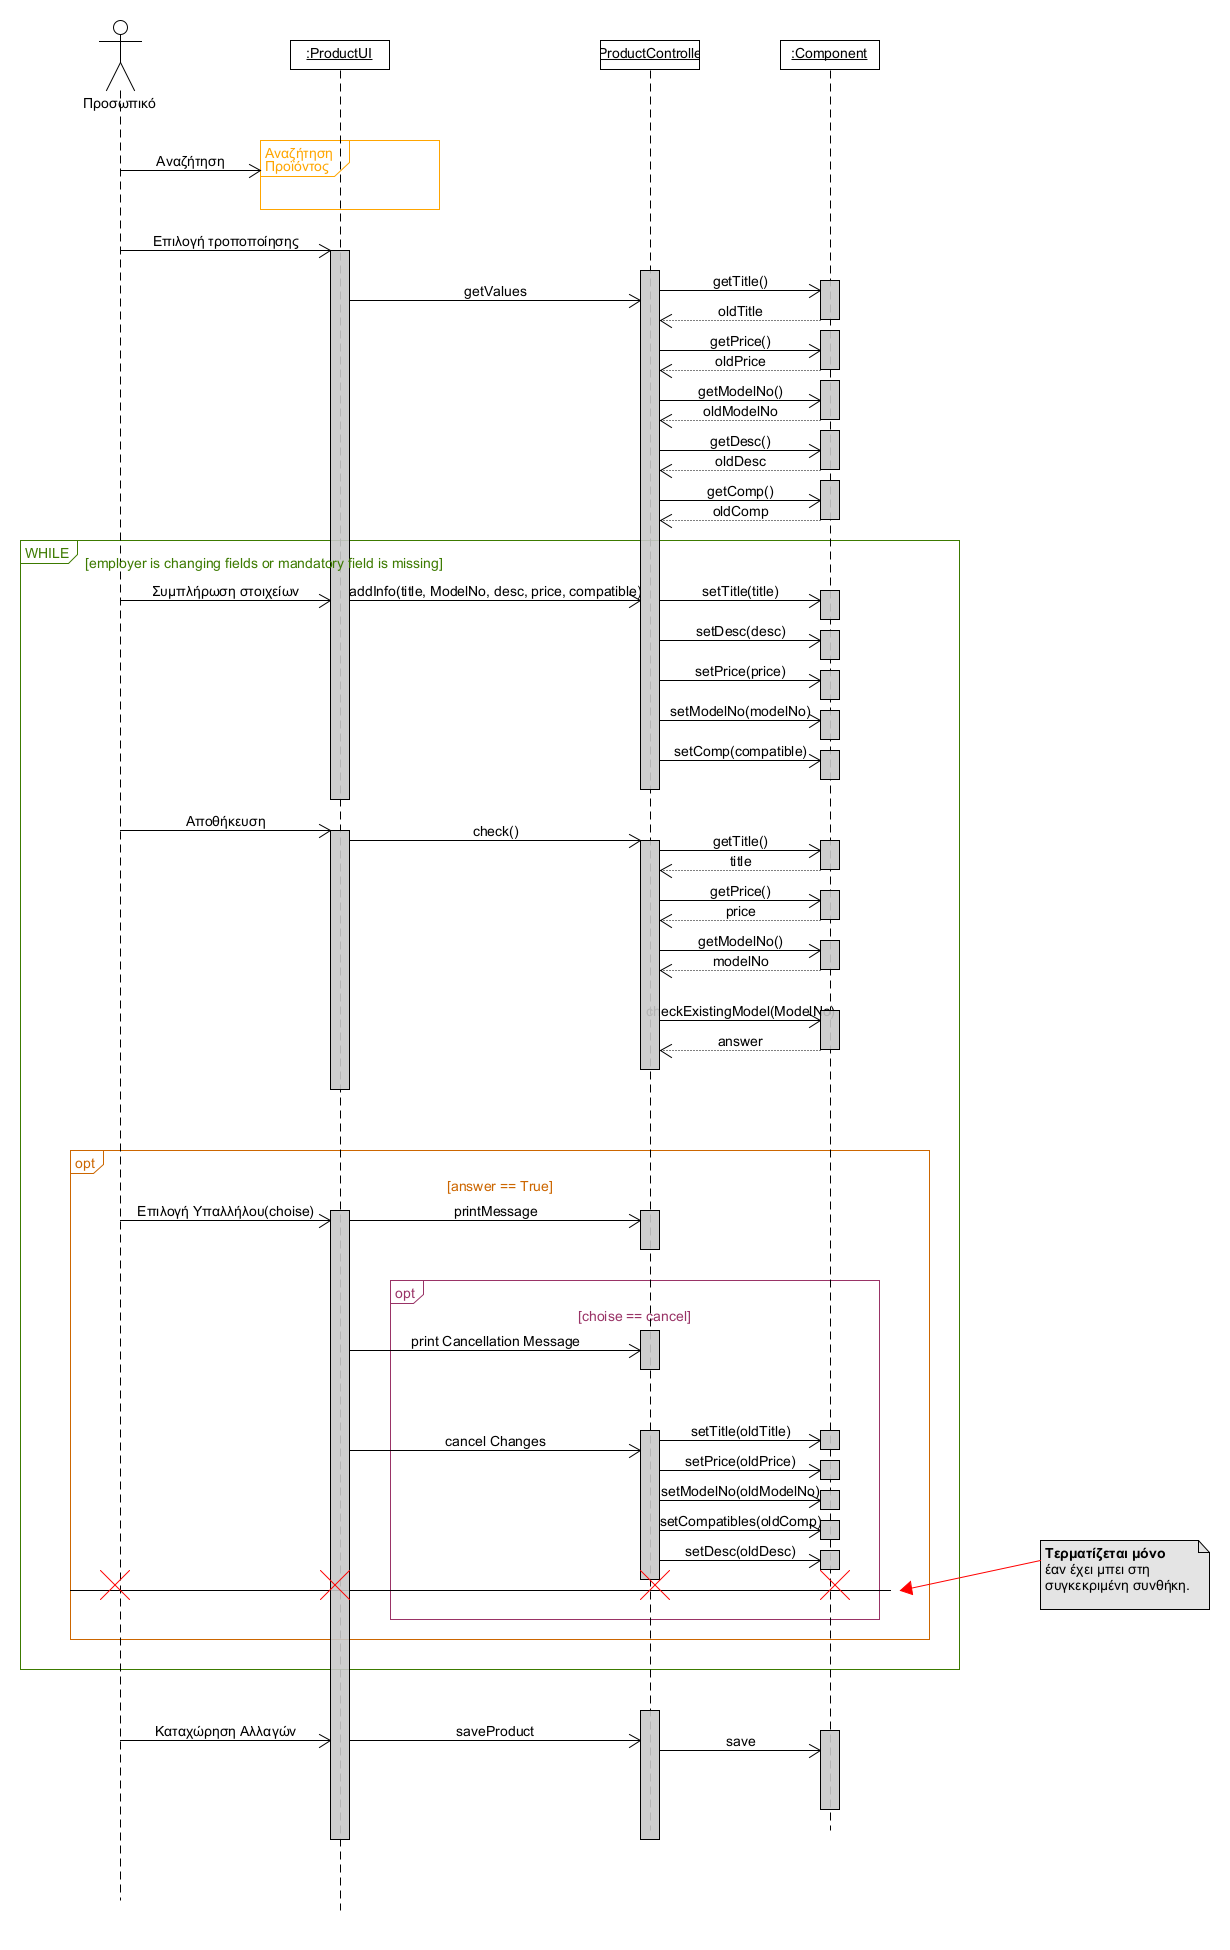 :ProductUI
ProductControlle
:Component
Προσωπικό
Αναζήτηση
Αναζήτηση
Προϊόντος
Επιλογή τροποποίησης
getValues
getTitle()
oldTitle
getPrice()
oldPrice
getModelNo()
oldModelNo
getDesc()
oldDesc
getComp()
oldComp
WHILE
[employer is changing fields or mandatory field is missing]
Συμπλήρωση στοιχείων
addInfo(title, ModelNo, desc, price, compatible)
setTitle(title)
setDesc(desc)
setPrice(price)
setModelNo(modelNo)
setComp(compatible)
Αποθήκευση
check()
getTitle()
title
getPrice()
price
getModelNo()
modelNo
checkExistingModel(ModelNo)
answer
opt
[answer == True]
Επιλογή Υπαλλήλου(choise)
printMessage
opt
[choise == cancel]
print Cancellation Message
cancel Changes
setTitle(oldTitle)
setPrice(oldPrice)
setModelNo(oldModelNo)
setCompatibles(oldComp)
setDesc(oldDesc)
Τερματίζεται μόνο
έαν έχει μπει στη
συγκεκριμένη συνθήκη.
Καταχώρηση Αλλαγών
saveProduct
save